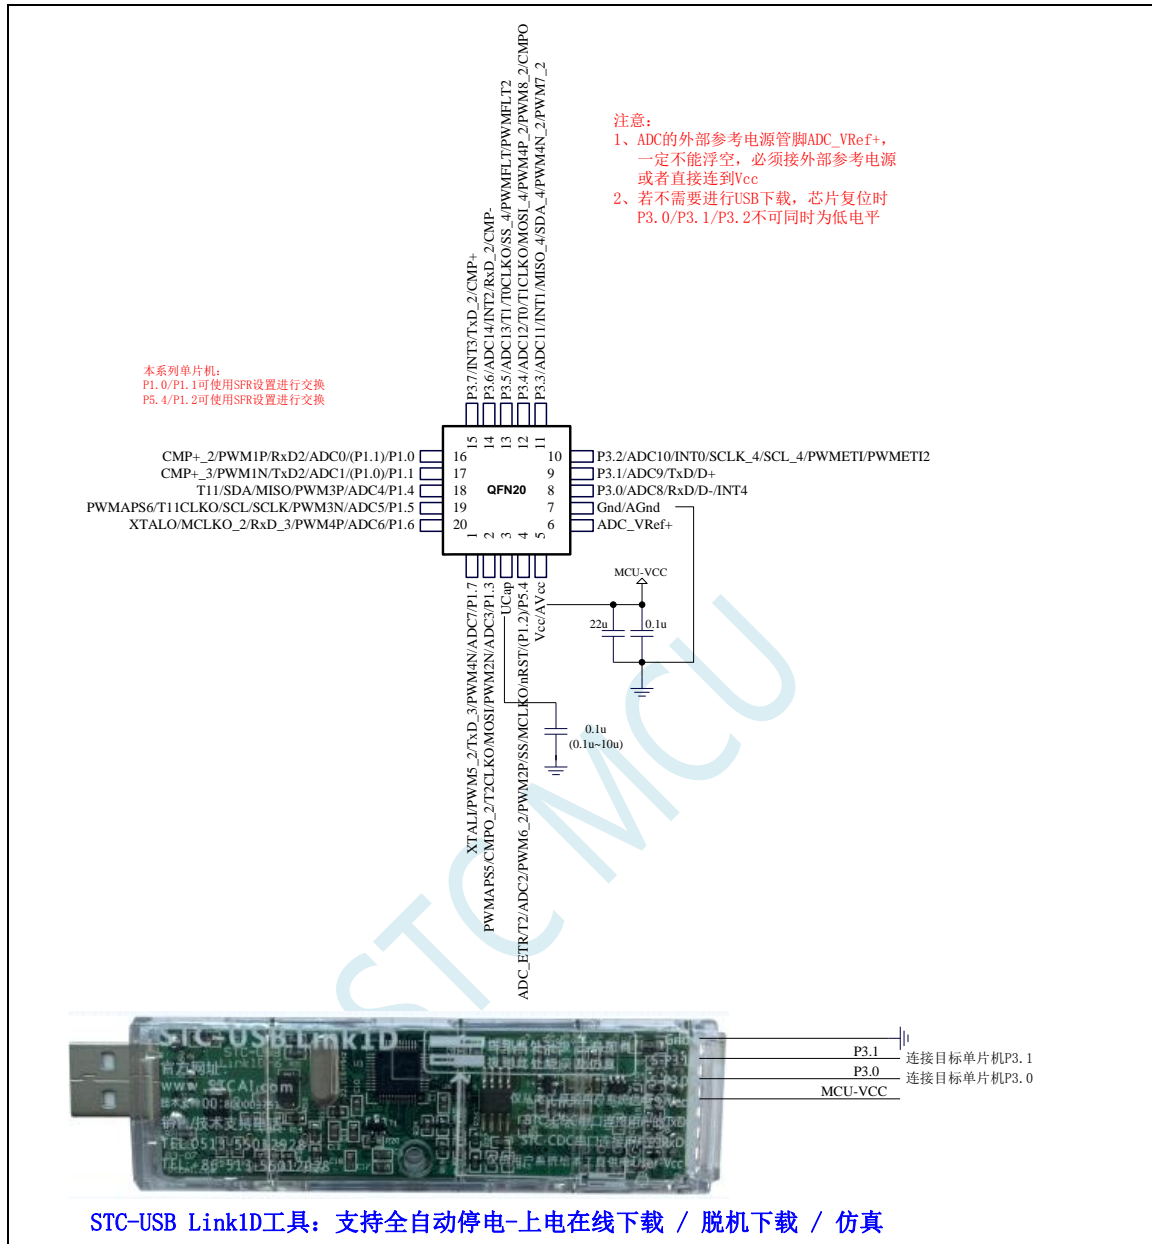 注意:
1、ADC的外部参考电源管脚ADC_VRef+,
一定不能浮空, 必须接外部参考电源
或者直接连到Vcc
2、若不需要进行USB下载, 芯片复位时
P3.0/P3.1/P3.2不可同时为低电平
P3.7/INT3/TxD_2/CMP+
P3.6/ADC14/INT2/RxD_2/CMP-
P3.5/ADC13/T1/T0CLKO/SS_4/PWMFLT/PWMFLT2
P3.4/ADC12/T0/T1CLKO/MOSI_4/PWM4P_2/PWM8_2/CMPO
P3.3/ADC11/INT1/MISO_4/SDA_4/PWM4N_2/PWM7_2
本系列单片机:
P1.0/P1.1可使用SFR设置进行交换
P5.4/P1.2可使用SFR设置进行交换
15 14 13 12 11
CMP+_2/PWM1P/RxD2/ADC0/(P1.1)/P1.0 16
CMP+_3/PWM1N/TxD2/ADC1/(P1.0)/P1.1 17
T11/SDA/MISO/PWM3P/ADC4/P1.4 18
PWMAPS6/T11CLKO/SCL/SCLK/PWM3N/ADC5/P1.5 19
XTALO/MCLKO_2/RxD_3/PWM4P/ADC6/P1.6 20
QFN20
10 P3.2/ADC10/INT0/SCLK_4/SCL_4/PWMETI/PWMETI2
9 P3.1/ADC9/TxD/D+
8 P3.0/ADC8/RxD/D-/INT4
7 Gnd/AGnd
6 ADC_VRef+
1 2 3 4 5
XTALI/PWM5_2/TxD_3/PWM4N/ADC7/P1.7
PWMAPS5/CMPO_2/T2CLKO/MOSI/PWM2N/ADC3/P1.3
UCap
ADC_ETR/T2/ADC2/PWM6_2/PWM2P/SS/MCLKO/nRST/(P1.2)/P5.4
Vcc/AVcc
MCU-VCC
22u
0.1u
0.1u
(0.1u~10u)
STC MCU
STC-USB Link1D
官方网址:
www.STCAI.com
Gnd
P3.1
连接目标单片机P3.1
P3.0
连接目标单片机P3.0
MCU-VCC
TEL:0513-55012928
STC-USB Link1D工具: 支持全自动停电-上电在线下载 / 脱机下载 / 仿真